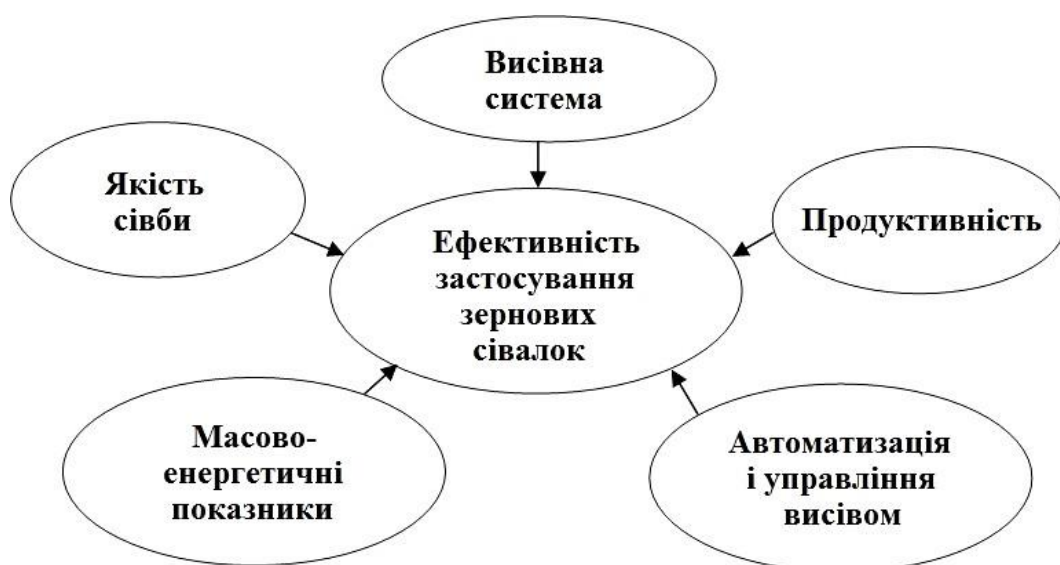 Висівна
система
Якість
сівби
Продуктивність
Ефективність
застосування
зернових
сівалок
Масово-
енергетичні
показники
Автоматизація
і управління
висівом